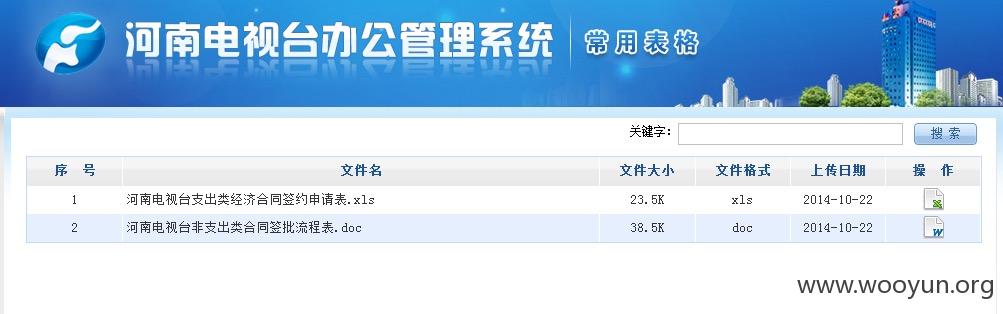 河南电视台办公管理系统 常用表格
关键字: 搜 索
序 号 文件名 文件大小 文件格式 上传日期 操 作
1 河南电视台支出类经济合同签约申请表.xls 23.5K xls 2014-10-22
2 河南电视台非支出类合同签批流程表.doc 38.5K doc 2014-10-22
www.wooyun.org